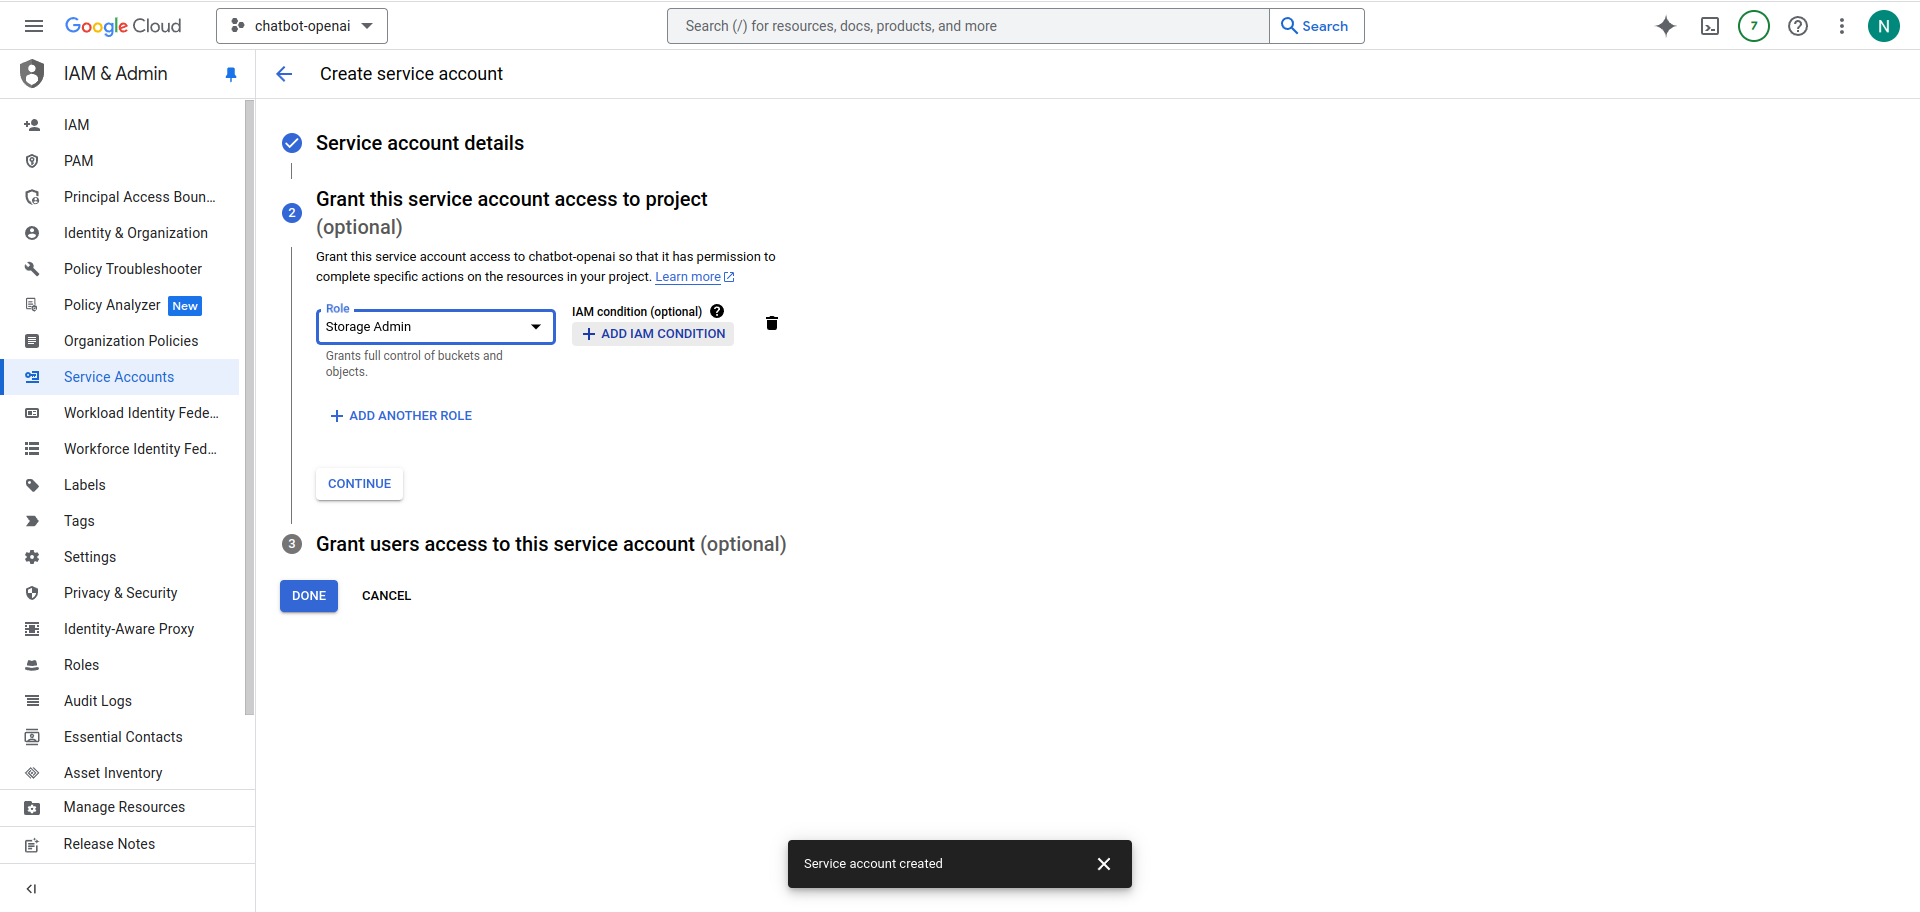 Google Cloud
chatbot-openai
Search (/) for resources, docs, products, and more
Search
7
N
IAM & Admin
Create service account
IAM
PAM
Principal Access Boun...
Identity & Organization
Policy Troubleshooter
Policy Analyzer New
Organization Policies
Service Accounts
Workload Identity Fede...
Workforce Identity Fed...
Labels
Tags
Settings
Privacy & Security
Identity-Aware Proxy
Roles
Audit Logs
Essential Contacts
Asset Inventory
Manage Resources
Release Notes
Service account details
2
Grant this service account access to project
(optional)
Grant this service account access to chatbot-openai so that it has permission to
complete specific actions on the resources in your project. Learn more
Role
Storage Admin
Grants full control of buckets and
objects.
IAM condition (optional) ?
+ ADD IAM CONDITION
+ ADD ANOTHER ROLE
CONTINUE
3 Grant users access to this service account (optional)
DONE
CANCEL
Service account created